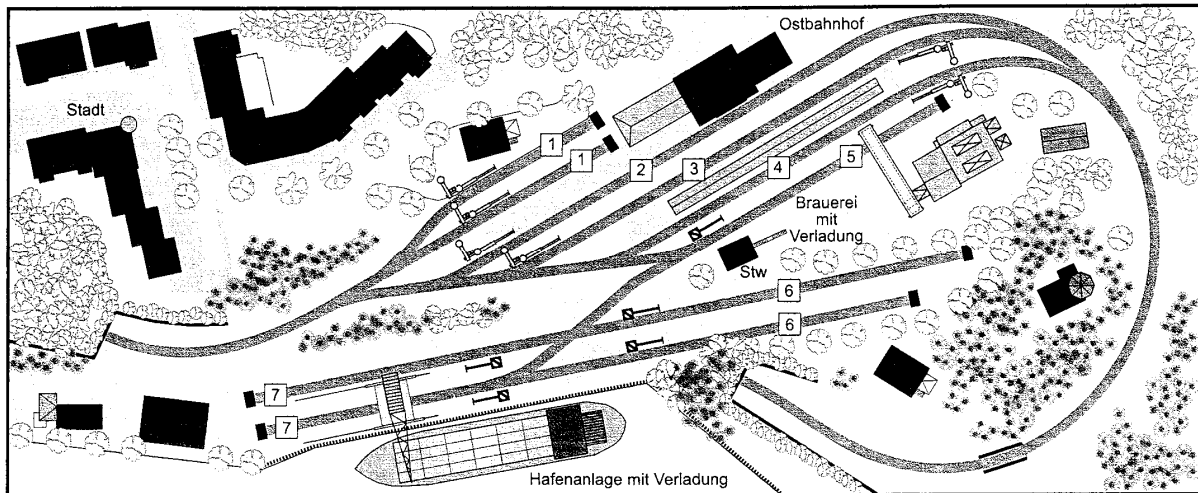 Ostbahnhof
Stadt
1
1
2
3
4
5
Brauerei
mit
Verladung
Stw
6
6
7
7
Hafenanlage mit Verladung